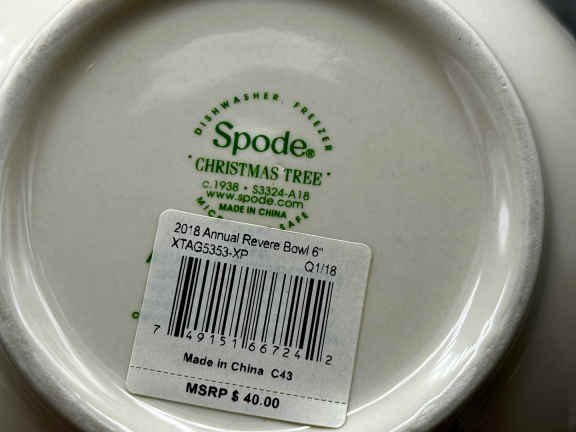 DISHWASHER, FREEZER
Spode®
· CHRISTMAS TREE ·
c.1938 · S3324-A18
www.spode.com
MADE IN CHINA
2018 Annual Revere Bowl 6"
XTAG5353-XP
Q1/18
7 49151 66724 2
Made in China C43
MSRP $ 40.00